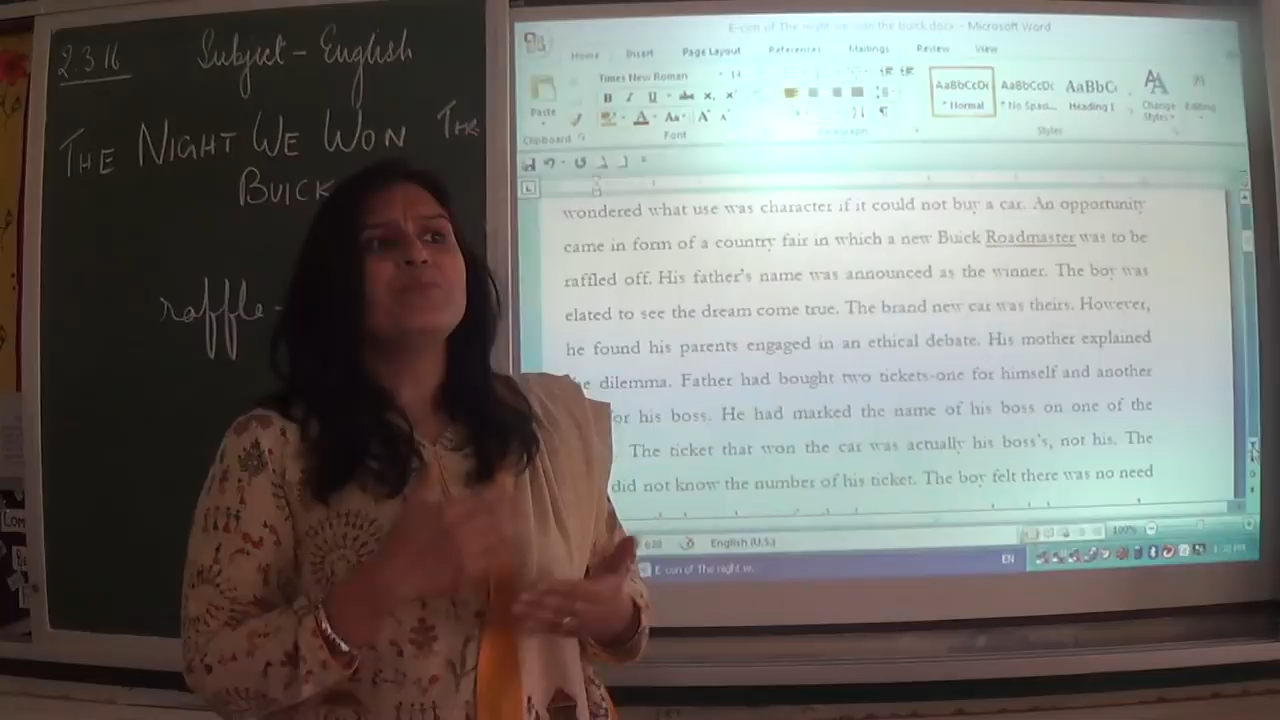 2.3.16
Subject - English
THE NIGHT WE WON THE
BUICK
raffle -
E-con of The night we won the buick.docx - Microsoft Word
Home Insert Page Layout References Mailings Review View
Times New Roman 14
Paste
Clipboard Font Paragraph Styles Editing
AaBbCcDc AaBbCcDc AaBbC
Normal No Spaci... Heading 1 Change Styles
wondered what use was character if it could not buy a car. An opportunity
came in form of a country fair in which a new Buick Roadmaster was to be
raffled off. His father's name was announced as the winner. The boy was
elated to see the dream come true. The brand new car was theirs. However,
he found his parents engaged in an ethical debate. His mother explained
dilemma. Father had bought two tickets-one for himself and another
for his boss. He had marked the name of his boss on one of the
The ticket that won the car was actually his boss's, not his. The
did not know the number of his ticket. The boy felt there was no need
English (U.S.) 100%
E con of The night w. EN